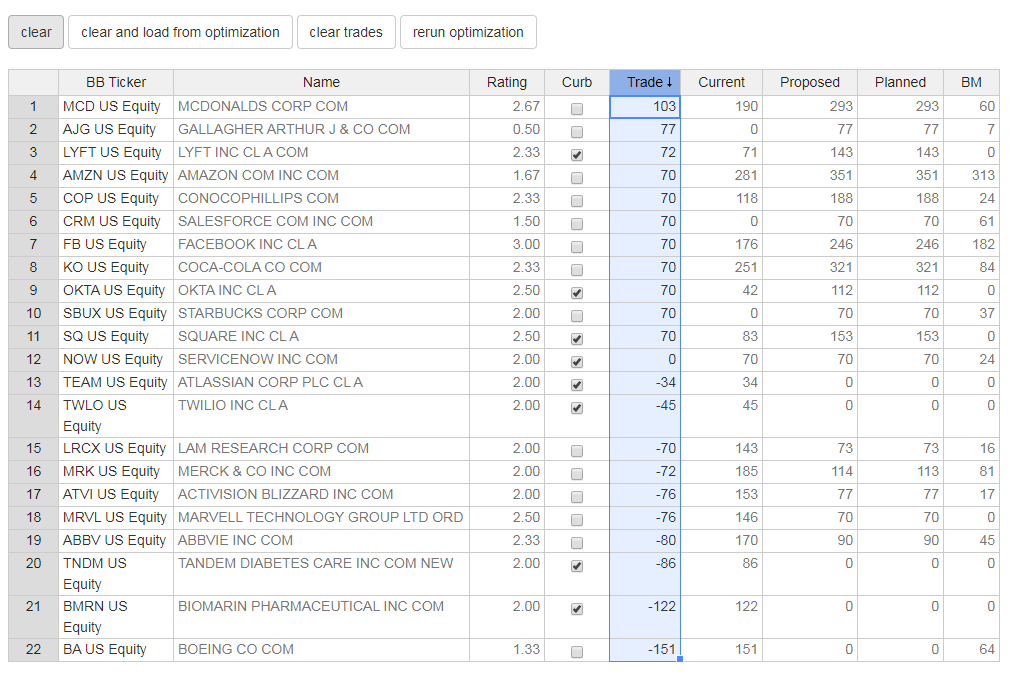 clear clear and load from optimization clear trades rerun optimization
BB Ticker Name Rating Curb Trade ↓ Current Proposed Planned BM
1 MCD US Equity MCDONALDS CORP COM 2.67 103 190 293 293 60
2 AJG US Equity GALLAGHER ARTHUR J & CO COM 0.50 77 0 77 77 7
3 LYFT US Equity LYFT INC CL A COM 2.33 72 71 143 143 0
4 AMZN US Equity AMAZON COM INC COM 1.67 70 281 351 351 313
5 COP US Equity CONOCOPHILLIPS COM 2.33 70 118 188 188 24
6 CRM US Equity SALESFORCE COM INC COM 1.50 70 0 70 70 61
7 FB US Equity FACEBOOK INC CL A 3.00 70 176 246 246 182
8 KO US Equity COCA-COLA CO COM 2.33 70 251 321 321 84
9 OKTA US Equity OKTA INC CL A 2.50 70 42 112 112 0
10 SBUX US Equity STARBUCKS CORP COM 2.00 70 0 70 70 37
11 SQ US Equity SQUARE INC CL A 2.50 70 83 153 153 0
12 NOW US Equity SERVICENOW INC COM 2.00 0 70 70 70 24
13 TEAM US Equity ATLASSIAN CORP PLC CL A 2.00 -34 34 0 0 0
14 TWLO US TWILIO INC CL A 2.00 -45 45 0 0 0
Equity
15 LRCX US Equity LAM RESEARCH CORP COM 2.00 -70 143 73 73 16
16 MRK US Equity MERCK & CO INC COM 2.00 -72 185 114 113 81
17 ATVI US Equity ACTIVISION BLIZZARD INC COM 2.00 -76 153 77 77 17
18 MRVL US Equity MARVELL TECHNOLOGY GROUP LTD ORD 2.50 -76 146 70 70 0
19 ABBV US Equity ABBVIE INC COM 2.33 -80 170 90 90 45
20 TNDM US TANDEM DIABETES CARE INC COM NEW 2.00 -86 86 0 0 0
Equity
21 BMRN US BIOMARIN PHARMACEUTICAL INC COM 2.00 -122 122 0 0 0
Equity
22 BA US Equity BOEING CO COM 1.33 -151 151 0 0 64